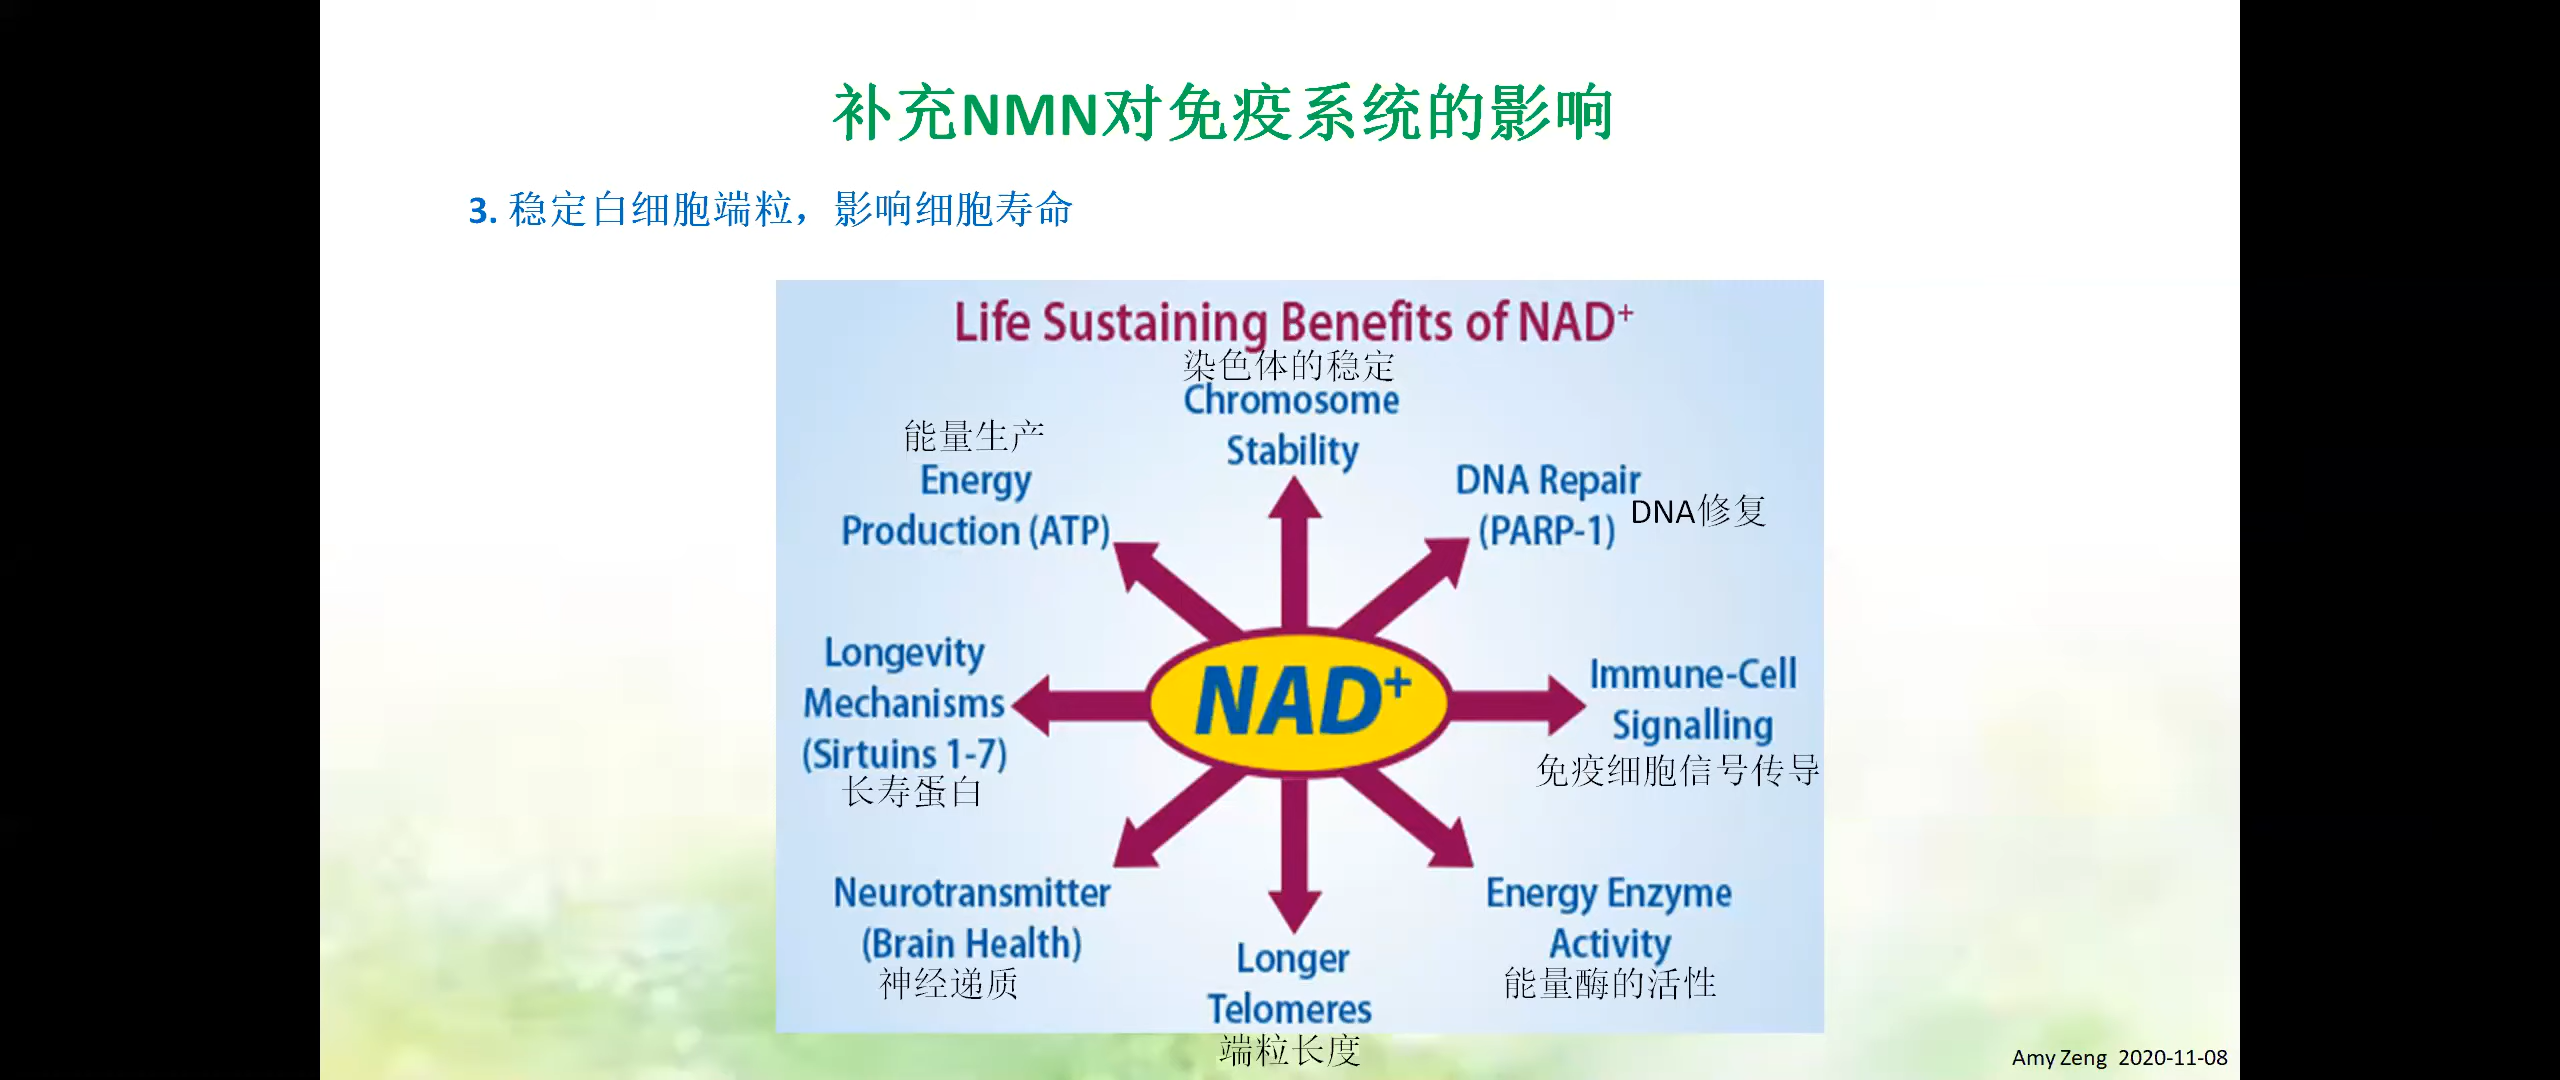 补充NMN对免疫系统的影响
3. 稳定白细胞端粒，影响细胞寿命
Life Sustaining Benefits of NAD+
染色体的稳定
Chromosome
Stability
能量生产
Energy
Production (ATP)
DNA Repair
(PARP-1)
DNA修复
Longevity
Mechanisms
(Sirtuins 1-7)
长寿蛋白
NAD+
Immune-Cell
Signalling
免疫细胞信号传导
Neurotransmitter
(Brain Health)
神经递质
Longer
Telomeres
端粒长度
Energy Enzyme
Activity
能量酶的活性
Amy Zeng 2020-11-08